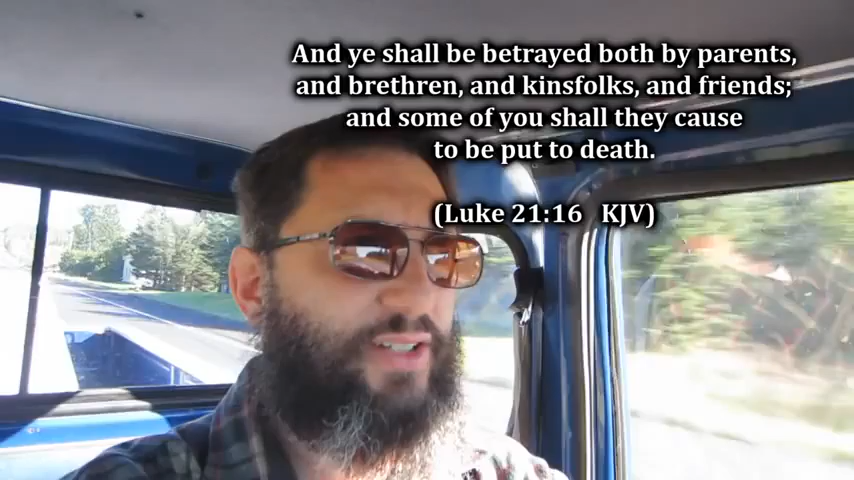 And ye shall be betrayed both by parents,
and brethren, and kinsfolks, and friends;
and some of you shall they cause
to be put to death.
(Luke 21:16 KJV)